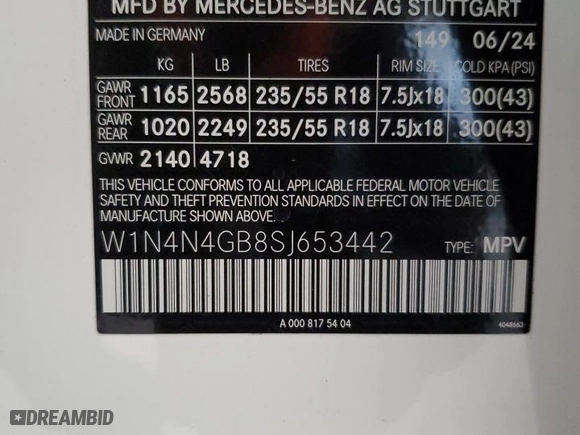 MFD BY MERCEDES-BENZ AG STUTTGART
MADE IN GERMANY 149 06/24
KG LB TIRES RIM SIZE COLD KPA(PSI)
GAWR FRONT 1165 2568 235/55 R18 7.5Jx18 300(43)
GAWR REAR 1020 2249 235/55 R18 7.5Jx18 300(43)
GVWR 2140 4718
THIS VEHICLE CONFORMS TO ALL APPLICABLE FEDERAL MOTOR VEHICLE
SAFETY AND THEFT PREVENTION STANDARDS IN EFFECT ON THE DATE OF
MANUFACTURE SHOWN ABOVE.
W1N4N4GB8SJ653442 TYPE: MPV
A 000 817 54 04 4048663
DREAMBID